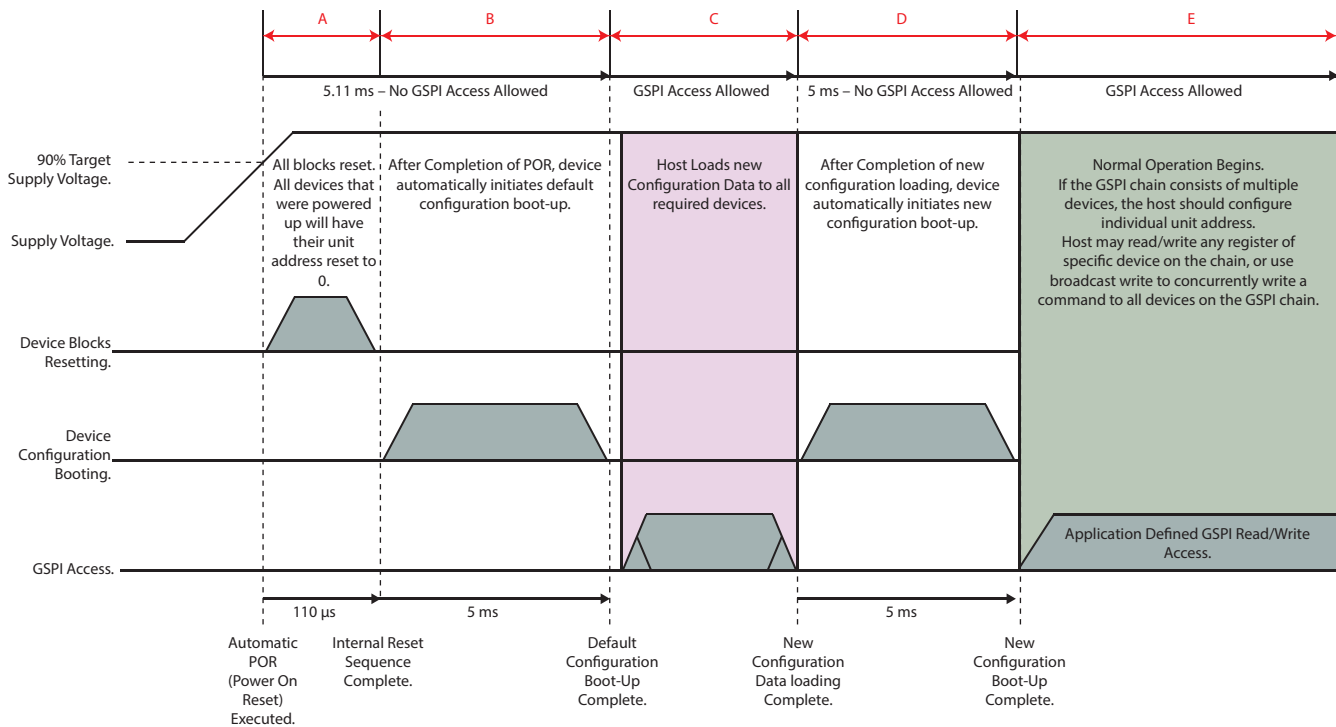 A
B
C
D
E
5.11 ms – No GSPI Access Allowed
GSPI Access Allowed
5 ms – No GSPI Access Allowed
GSPI Access Allowed
90% Target
Supply Voltage.
Supply Voltage.
All blocks reset.
All devices that
were powered
up will have
their unit
address reset to
0.
After Completion of POR, device
automatically initiates default
configuration boot-up.
Host Loads new
Configuration Data to all
required devices.
After Completion of new
configuration loading, device
automatically initiates new
configuration boot-up.
Normal Operation Begins.
If the GSPI chain consists of multiple
devices, the host should configure
individual unit address.
Host may read/write any register of
specific device on the chain, or use
broadcast write to concurrently write a
command to all devices on the GSPI chain.
Device Blocks
Resetting.
Device
Configuration
Booting.
GSPI Access.
Application Defined GSPI Read/Write
Access.
110 µs
5 ms
5 ms
Automatic
POR
(Power On
Reset)
Executed.
Internal Reset
Sequence
Complete.
Default
Configuration
Boot-Up
Complete.
New
Configuration
Data loading
Complete.
New
Configuration
Boot-Up
Complete.